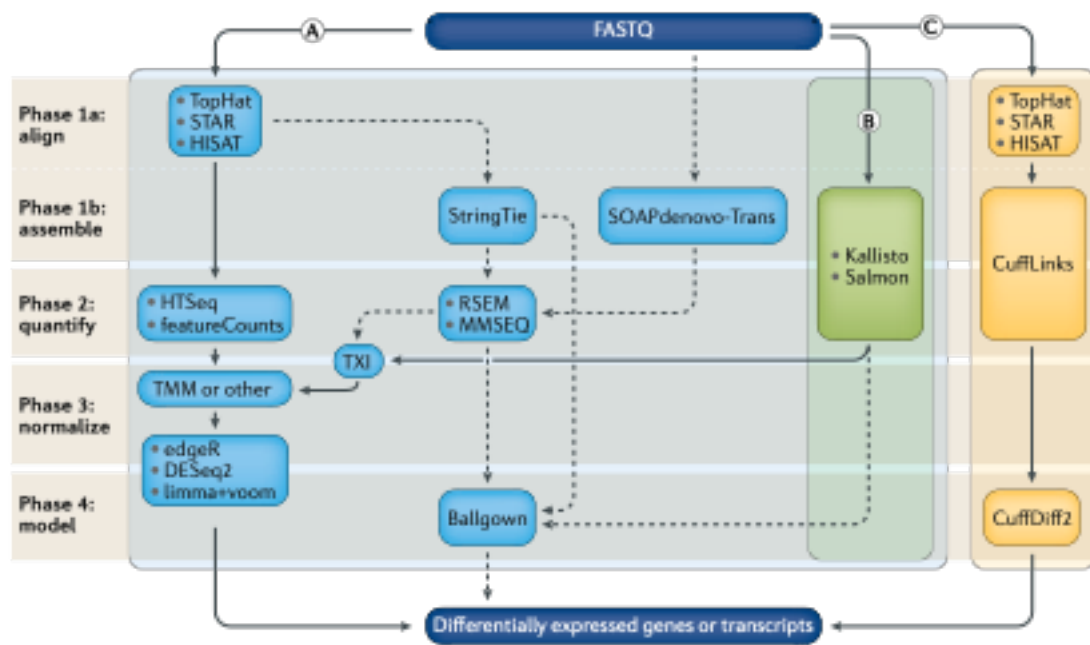 FASTQ
A
C
B
Phase 1a:
align
• TopHat
• STAR
• HISAT
• TopHat
• STAR
• HISAT
Phase 1b:
assemble
StringTie
SOAPdenovo-Trans
• Kallisto
• Salmon
CuffLinks
Phase 2:
quantify
• HTSeq
• featureCounts
• RSEM
• MMSEQ
TXI
Phase 3:
normalize
TMM or other
• edgeR
• DESeq2
• limma+voom
Phase 4:
model
Ballgown
CuffDiff2
Differentially expressed genes or transcripts